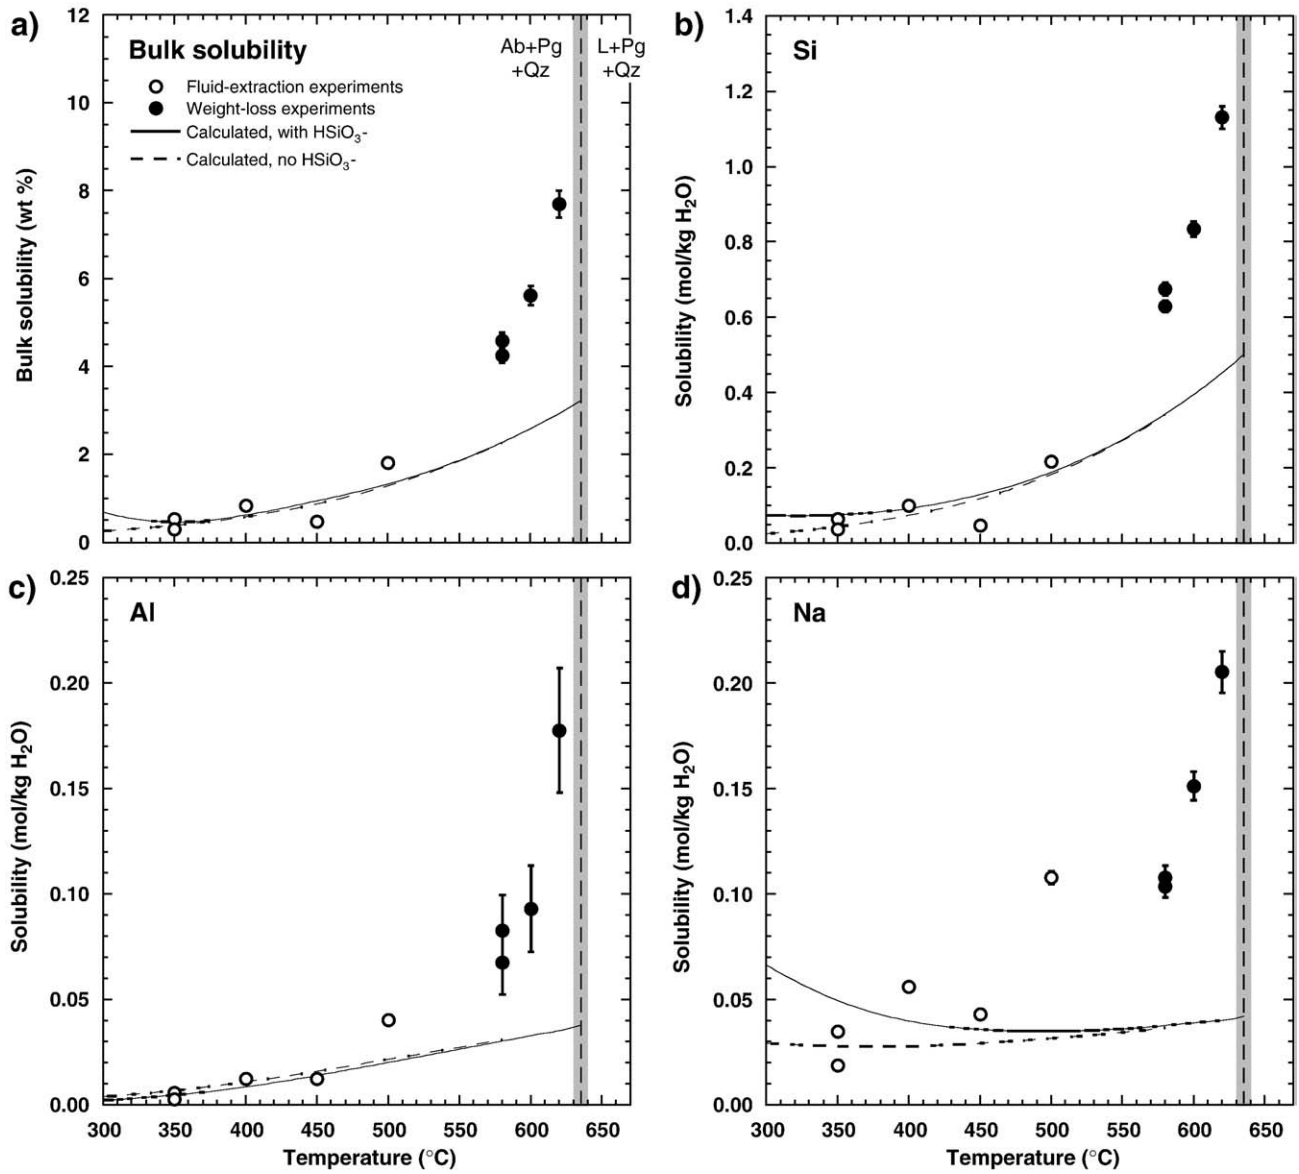 a)
12
10
8
6
4
2
0
Bulk solubility (wt %)
Bulk solubility
Fluid-extraction experiments
Weight-loss experiments
Calculated, with HSiO₃-
Calculated, no HSiO₃-
Ab+Pg
+Qz
L+Pg
+Qz
b)
1.4
1.2
1.0
0.8
0.6
0.4
0.2
0.0
Solubility (mol/kg H₂O)
Si
c)
0.25
0.20
0.15
0.10
0.05
0.00
Solubility (mol/kg H₂O)
Al
300 350 400 450 500 550 600 650
Temperature (°C)
d)
0.25
0.20
0.15
0.10
0.05
0.00
Solubility (mol/kg H₂O)
Na
300 350 400 450 500 550 600 650
Temperature (°C)